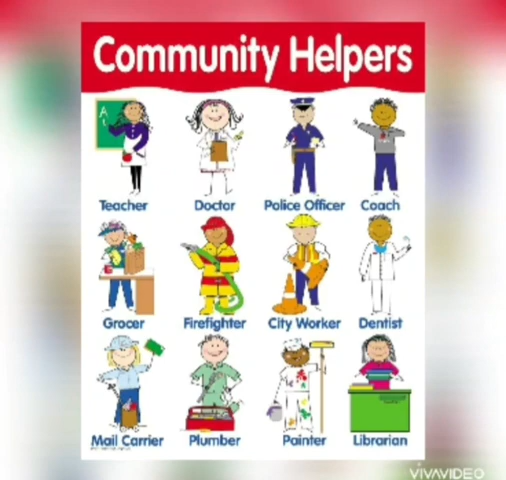 Community Helpers
A
Teacher
Doctor
Police Officer
Coach
Grocer
Firefighter
City Worker
Dentist
Mail Carrier
Plumber
Painter
Librarian
VIVAVIDEO